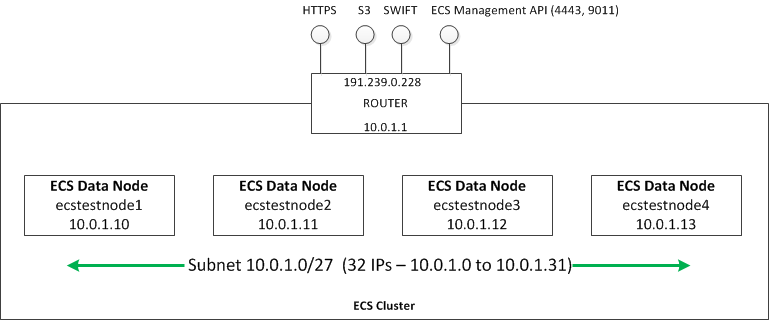 HTTPS S3 SWIFT ECS Management API (4443, 9011)
191.239.0.228
ROUTER
10.0.1.1
ECS Data Node ECS Data Node ECS Data Node ECS Data Node
ecstestnode1 ecstestnode2 ecstestnode3 ecstestnode4
10.0.1.10 10.0.1.11 10.0.1.12 10.0.1.13
Subnet 10.0.1.0/27 (32 IPs – 10.0.1.0 to 10.0.1.31)
ECS Cluster